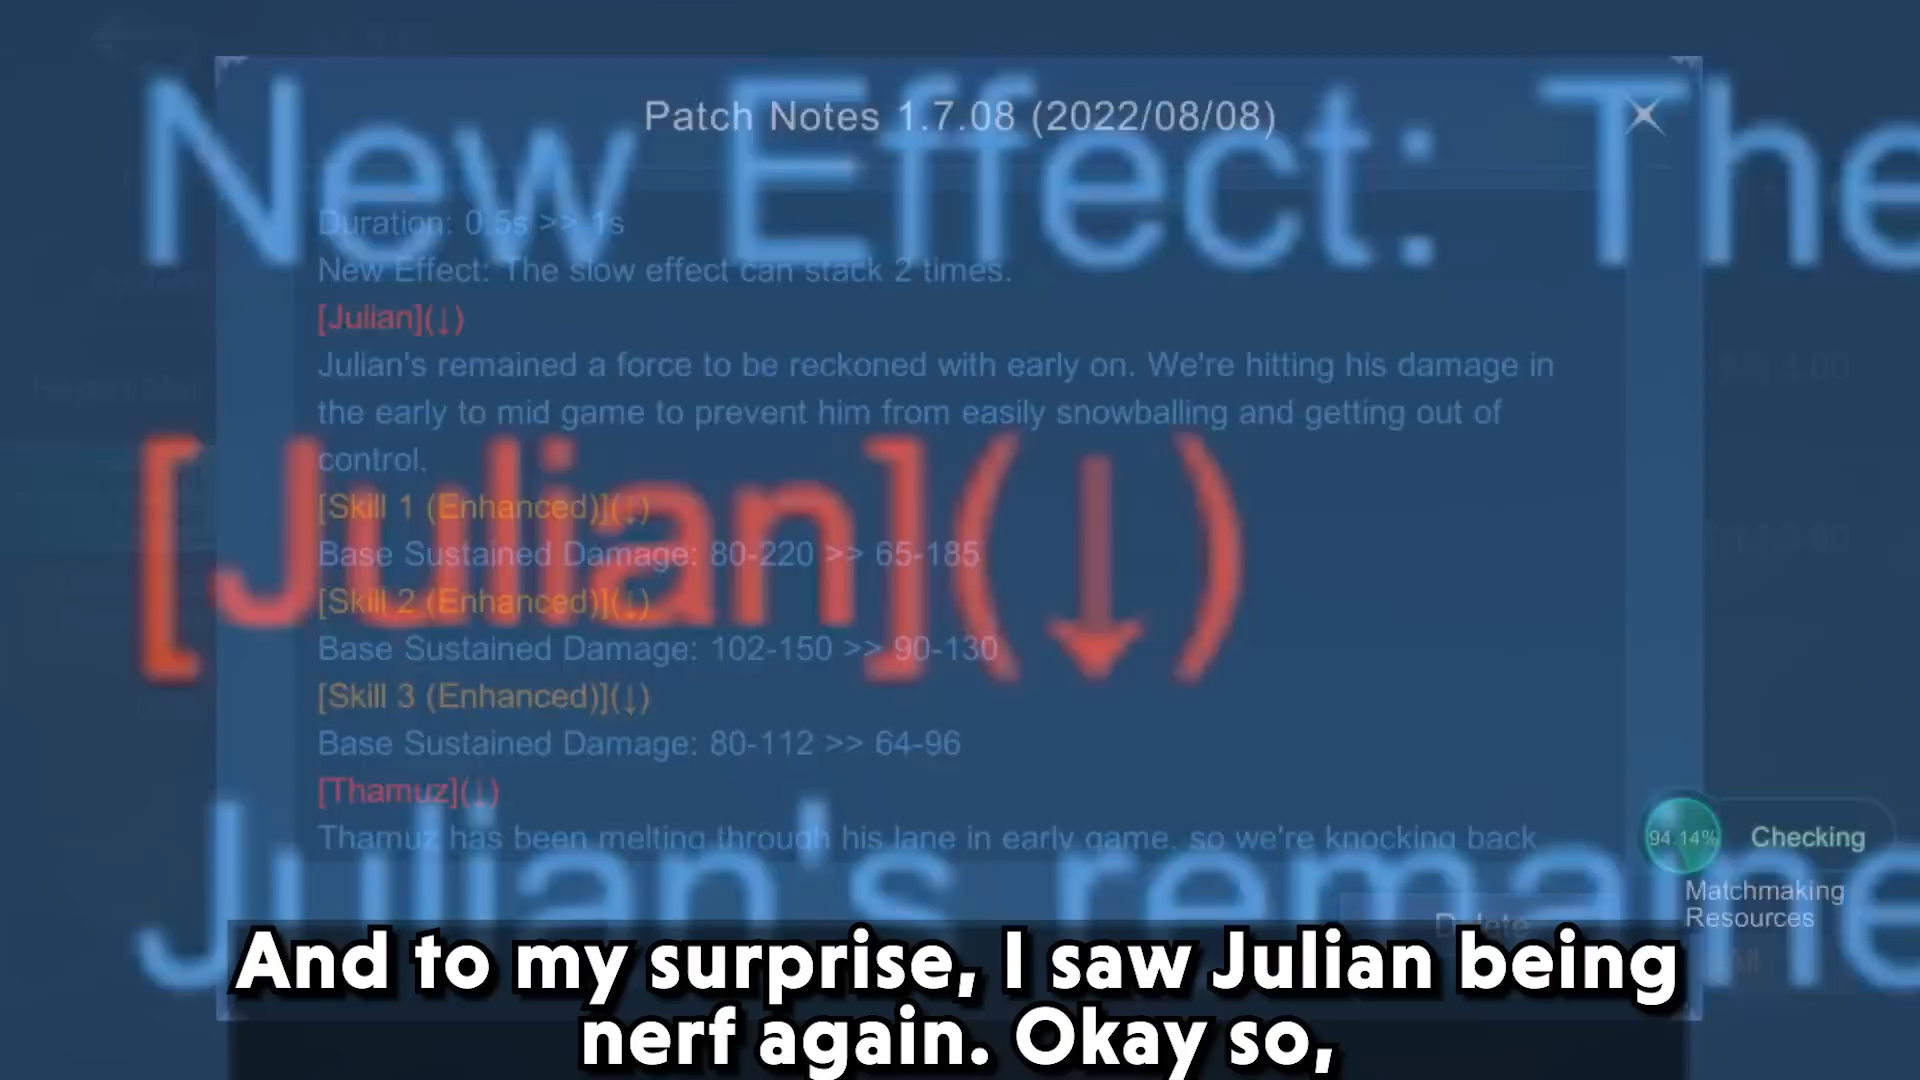 Patch Notes 1.7.08 (2022/08/08)
New Effect: The
Duration: 0.5s >> 1s
New Effect: The slow effect can stack 2 times.
[Julian](↓)
Julian's remained a force to be reckoned with early on. We're hitting his damage in
the early to mid game to prevent him from easily snowballing and getting out of
control.
[Julian](↓)
[Skill 1 (Enhanced)](↓)
Base Sustained Damage: 80-220 >> 65-185
[Skill 2 (Enhanced)](↓)
Base Sustained Damage: 102-150 >> 90-130
[Skill 3 (Enhanced)](↓)
Base Sustained Damage: 80-112 >> 64-96
[Thamuz](↓)
Thamuz has been melting through his lane in early game, so we're knocking back
94.14% Checking
Julian's remaine
Matchmaking
Resources
Delete
All
And to my surprise, I saw Julian being
nerf again. Okay so,